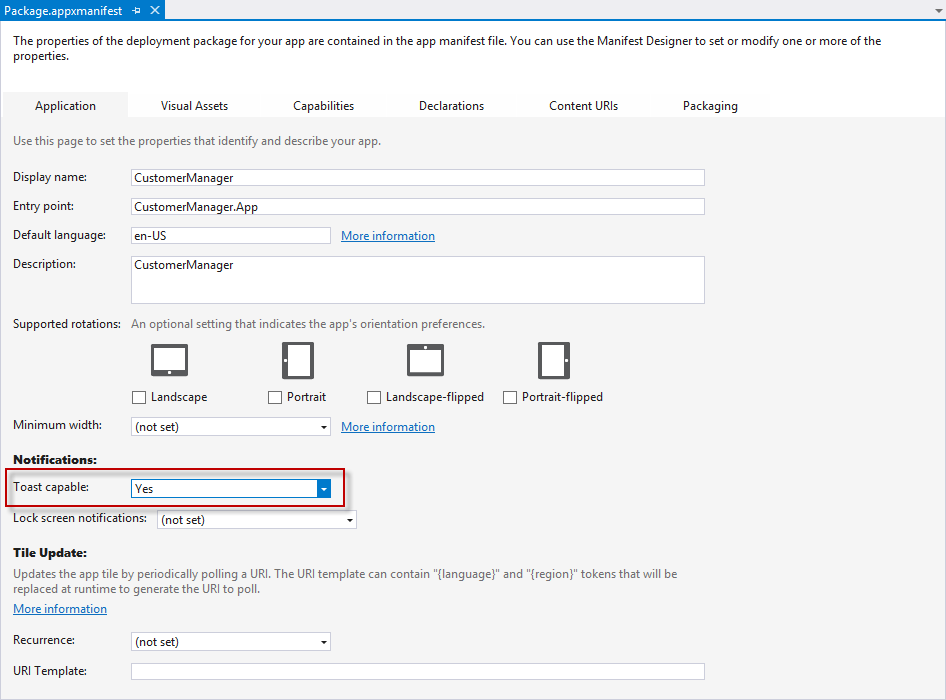 Package.appxmanifest
The properties of the deployment package for your app are contained in the app manifest file. You can use the Manifest Designer to set or modify one or more of the
properties.
Application Visual Assets Capabilities Declarations Content URIs Packaging
Use this page to set the properties that identify and describe your app.
Display name: CustomerManager
Entry point: CustomerManager.App
Default language: en-US More information
Description: CustomerManager
Supported rotations: An optional setting that indicates the app's orientation preferences.
Landscape Portrait Landscape-flipped Portrait-flipped
Minimum width: (not set) More information
Notifications:
Toast capable: Yes
Lock screen notifications: (not set)
Tile Update:
Updates the app tile by periodically polling a URI. The URI template can contain "{language}" and "{region}" tokens that will be
replaced at runtime to generate the URI to poll.
More information
Recurrence: (not set)
URI Template: